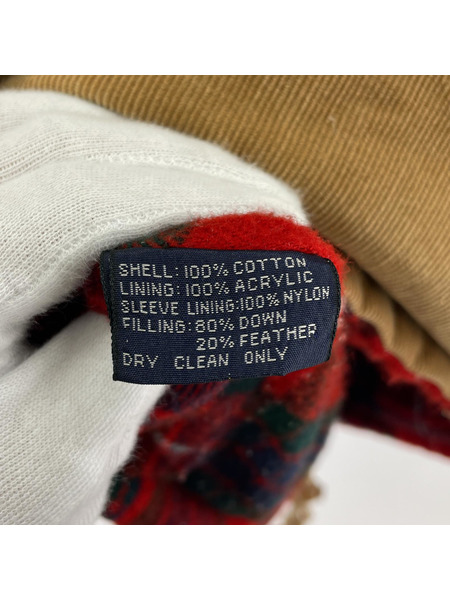 SHELL: 100% COTTON
LINING: 100% ACRYLIC
SLEEVE LINING: 100% NYLON
FILLING: 80% DOWN
20% FEATHER
DRY CLEAN ONLY